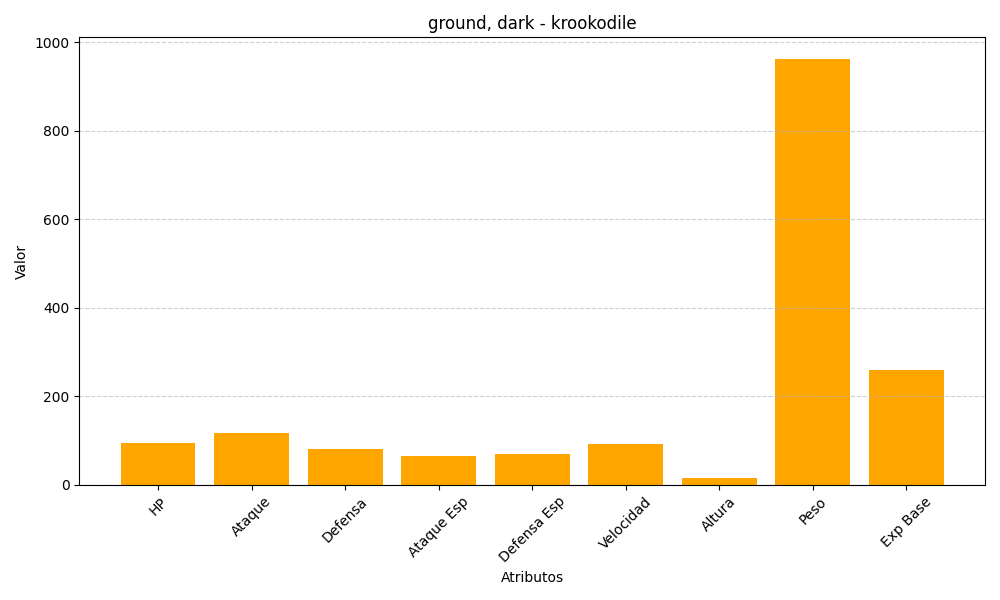 ground, dark - krookodile
1000
800
600
400
200
0
Valor
HP
Ataque
Defensa
Ataque Esp
Defensa Esp
Velocidad
Altura
Peso
Exp Base
Atributos